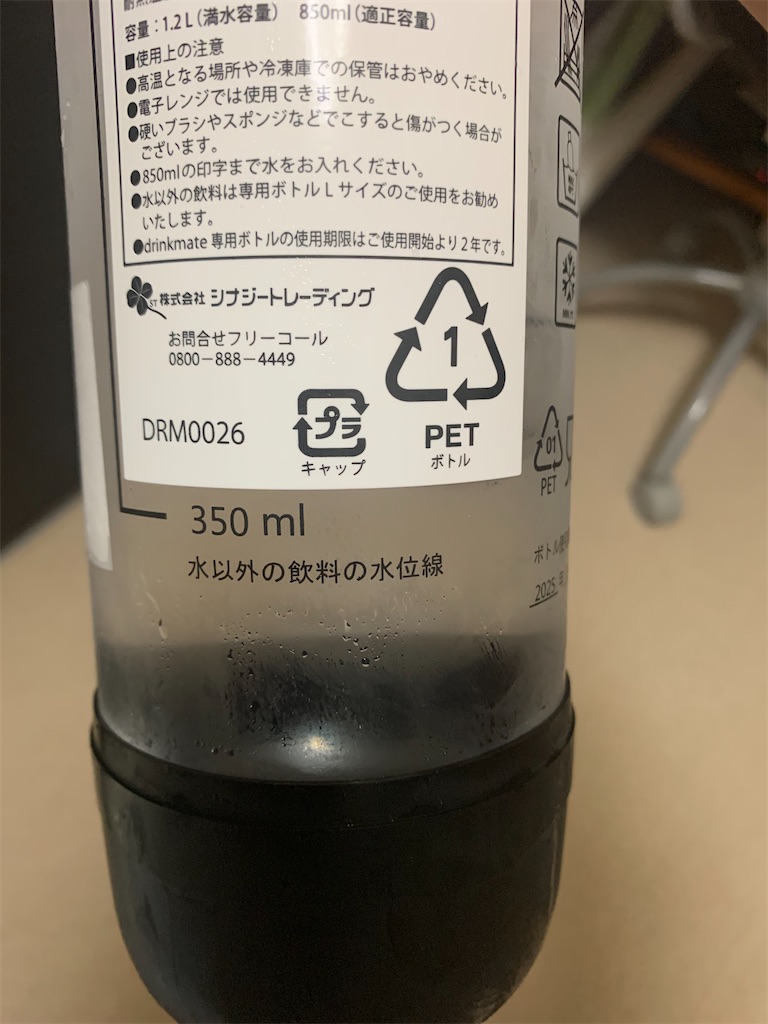 容量：1.2L（満水容量） 850ml（適正容量）
■使用上の注意
●高温となる場所や冷凍庫での保管はおやめください。
●電子レンジでは使用できません。
●硬いブラシやスポンジなどでこすると傷がつく場合が
ございます。
●850mlの印字まで水をお入れください。
●水以外の飲料は専用ボトルLサイズのご使用をお勧め
いたします。
●drinkmate 専用ボトルの使用期限はご使用開始より2年です。
ST 株式会社 シナジートレーディング
お問合せフリーコール
0800－888－4449
1
DRM0026
プラ
キャップ
PET
ボトル
01
PET
350 ml
水以外の飲料の水位線
ボトル
2025 年